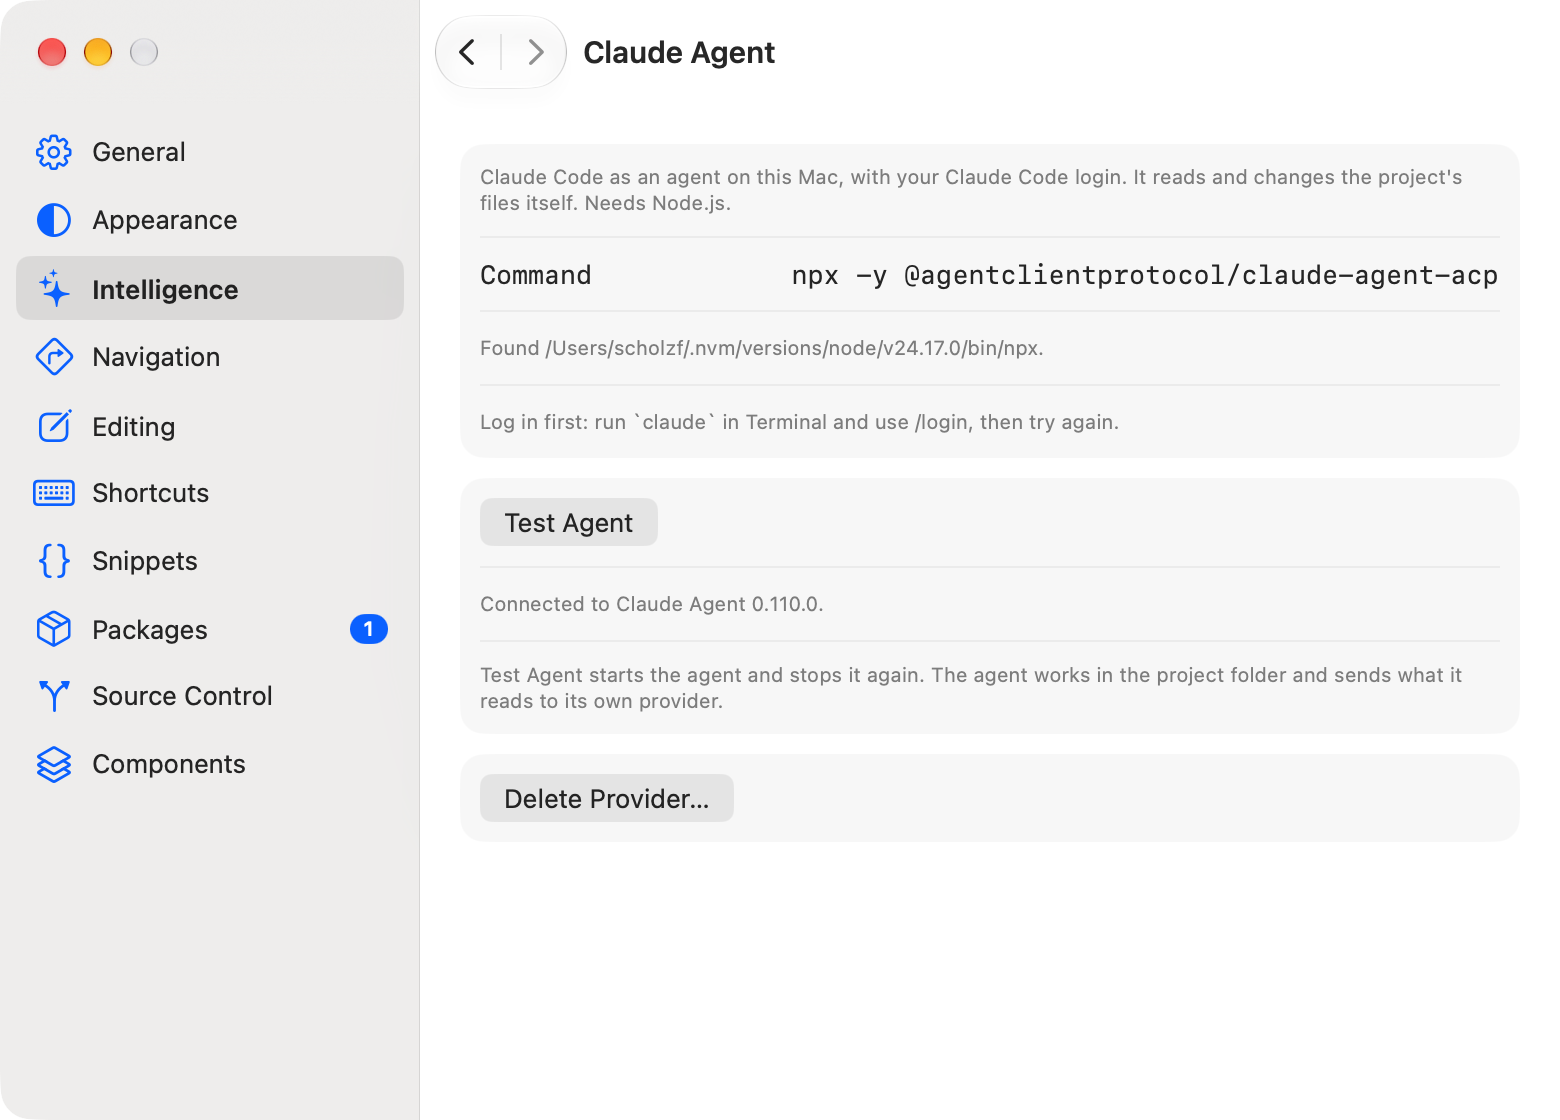 Claude Agent
General
Appearance
Intelligence
Navigation
Editing
Shortcuts
Snippets
Packages
1
Source Control
Components
Claude Code as an agent on this Mac, with your Claude Code login. It reads and changes the project's
files itself. Needs Node.js.
Command
npx -y @agentclientprotocol/claude-agent-acp
Found /Users/scholzf/.nvm/versions/node/v24.17.0/bin/npx.
Log in first: run `claude` in Terminal and use /login, then try again.
Test Agent
Connected to Claude Agent 0.110.0.
Test Agent starts the agent and stops it again. The agent works in the project folder and sends what it
reads to its own provider.
Delete Provider...